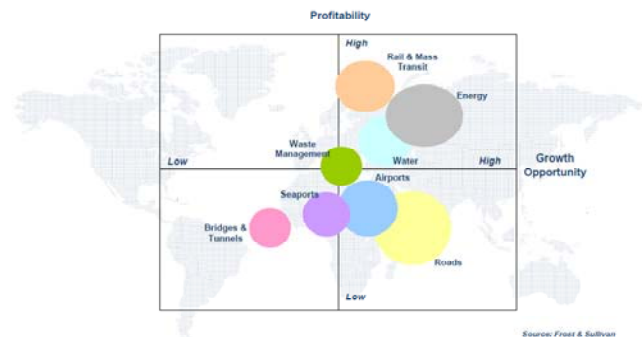 Profitability
High
Rail & Mass
Transit
Energy
Waste
Management
Low
Water
High
Growth
Opportunity
Airports
Seaports
Bridges &
Tunnels
Roads
Low
Source: Frost & Sullivan